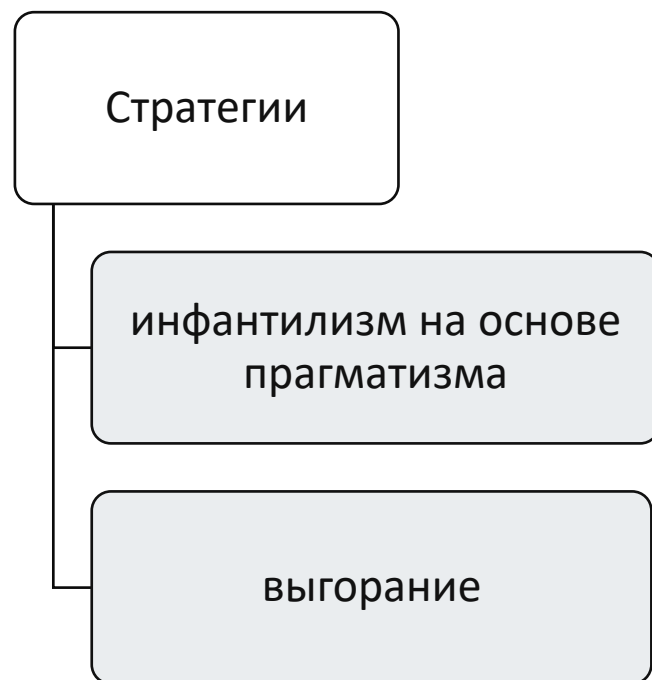 Стратегии
инфантилизм на основе
прагматизма
выгорание